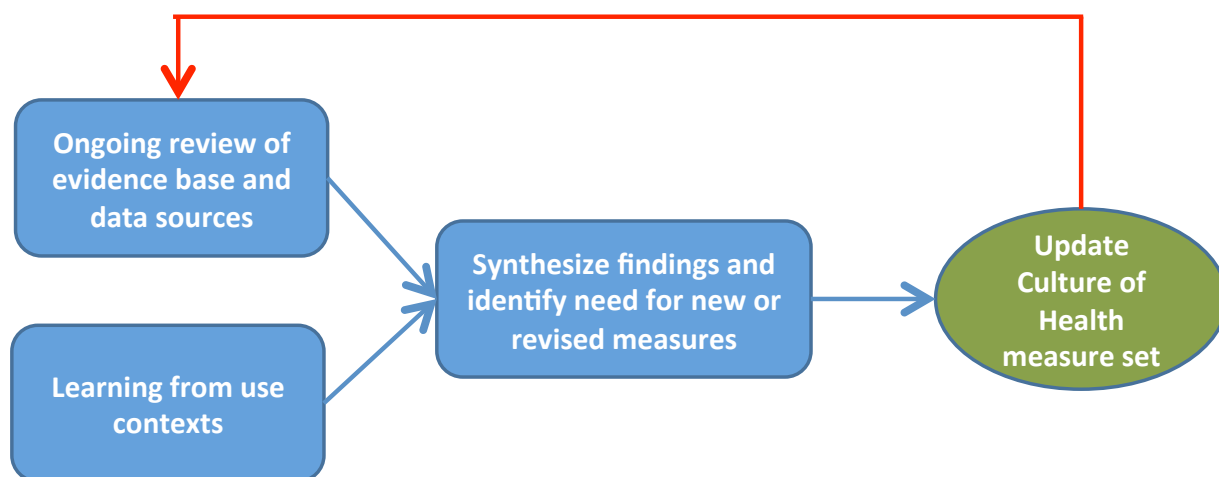 Ongoing review of
evidence base and
data sources
Learning from use
contexts
Synthesize findings and
identify need for new or
revised measures
Update
Culture of
Health
measure set